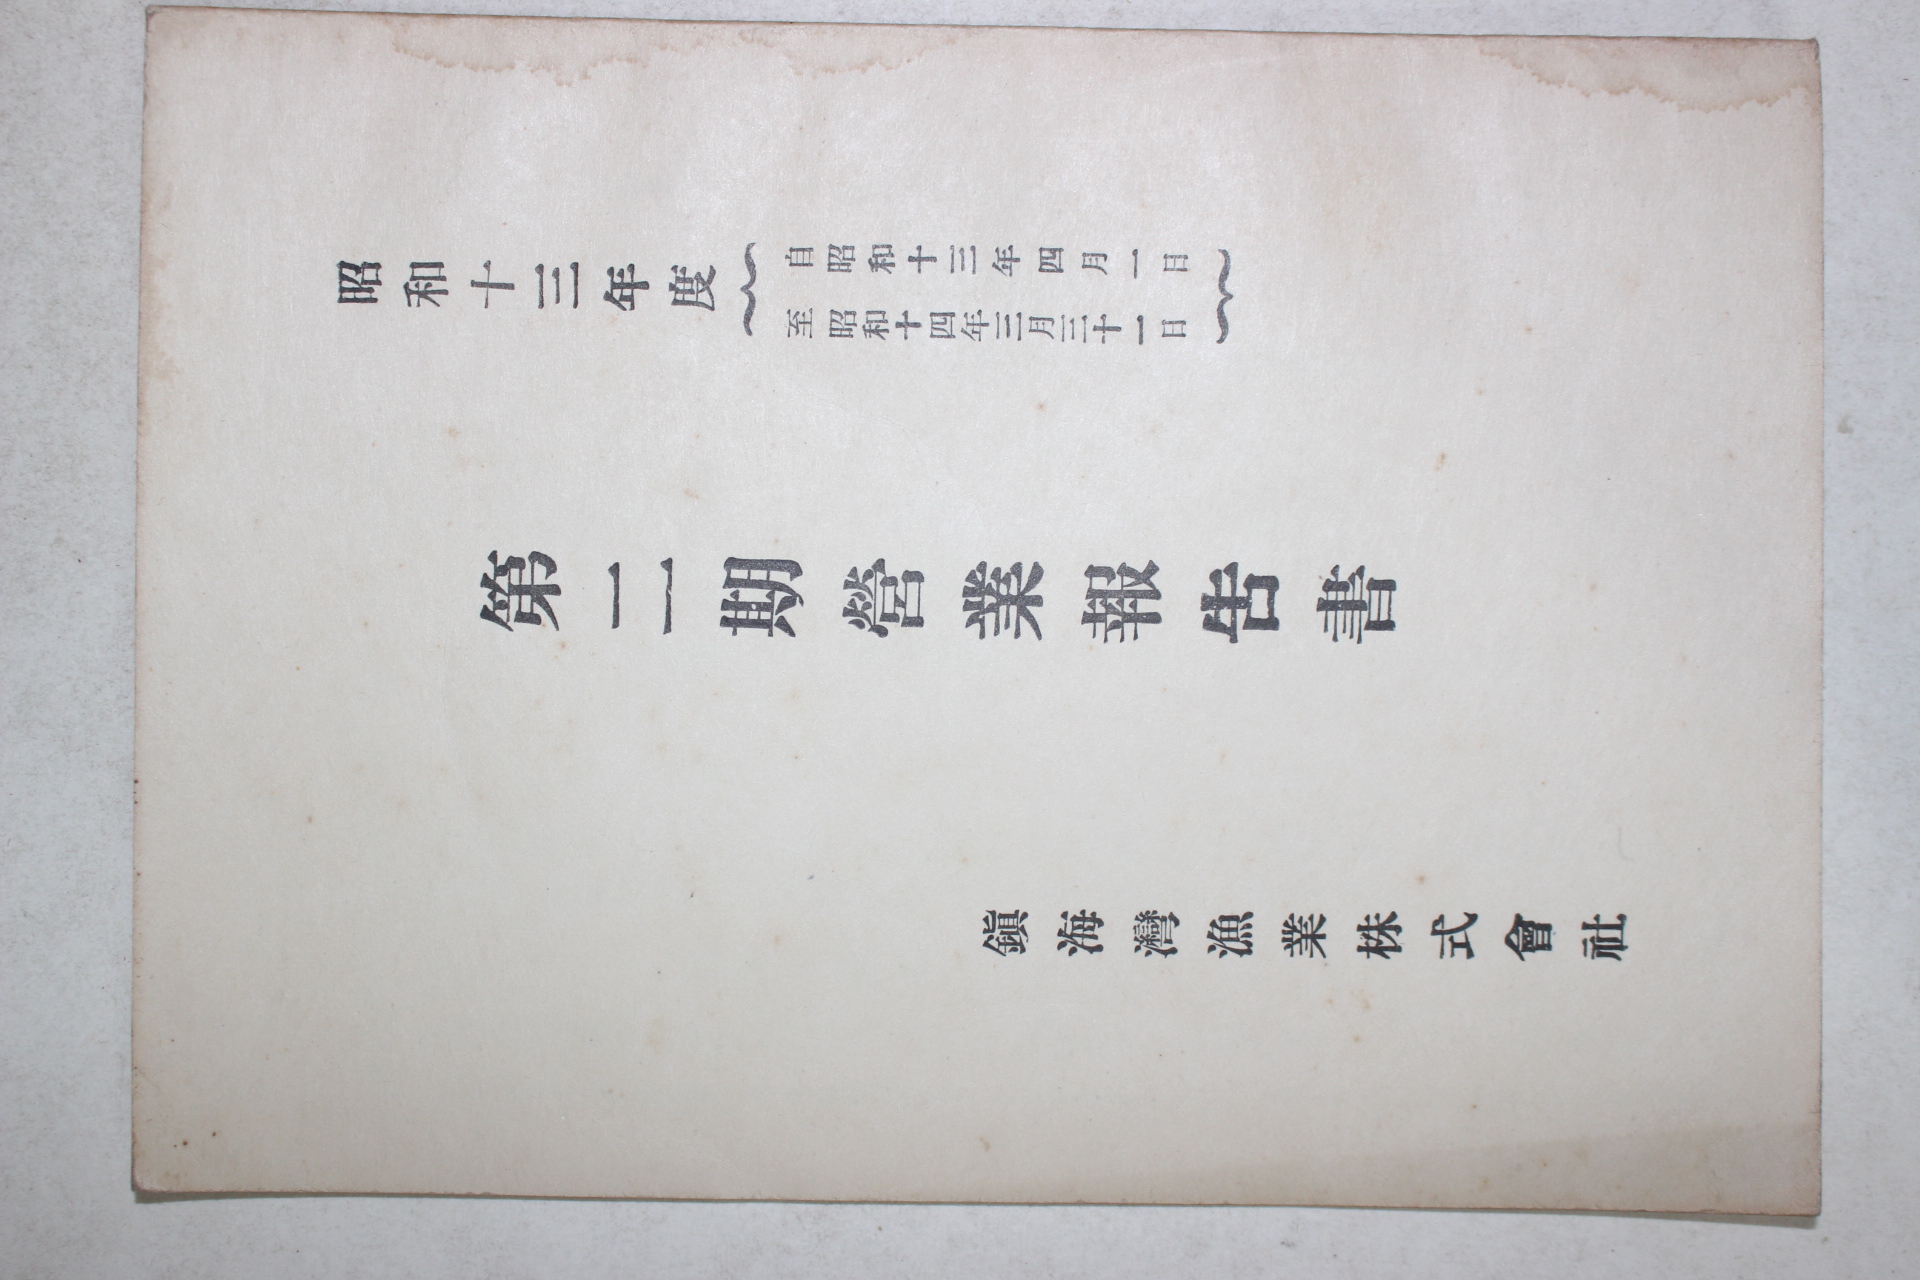 昭和十三年度
自昭和十三年四月一日
至昭和十四年三月三十一日
第二期營業報告書
鎭海灣漁業株式會社